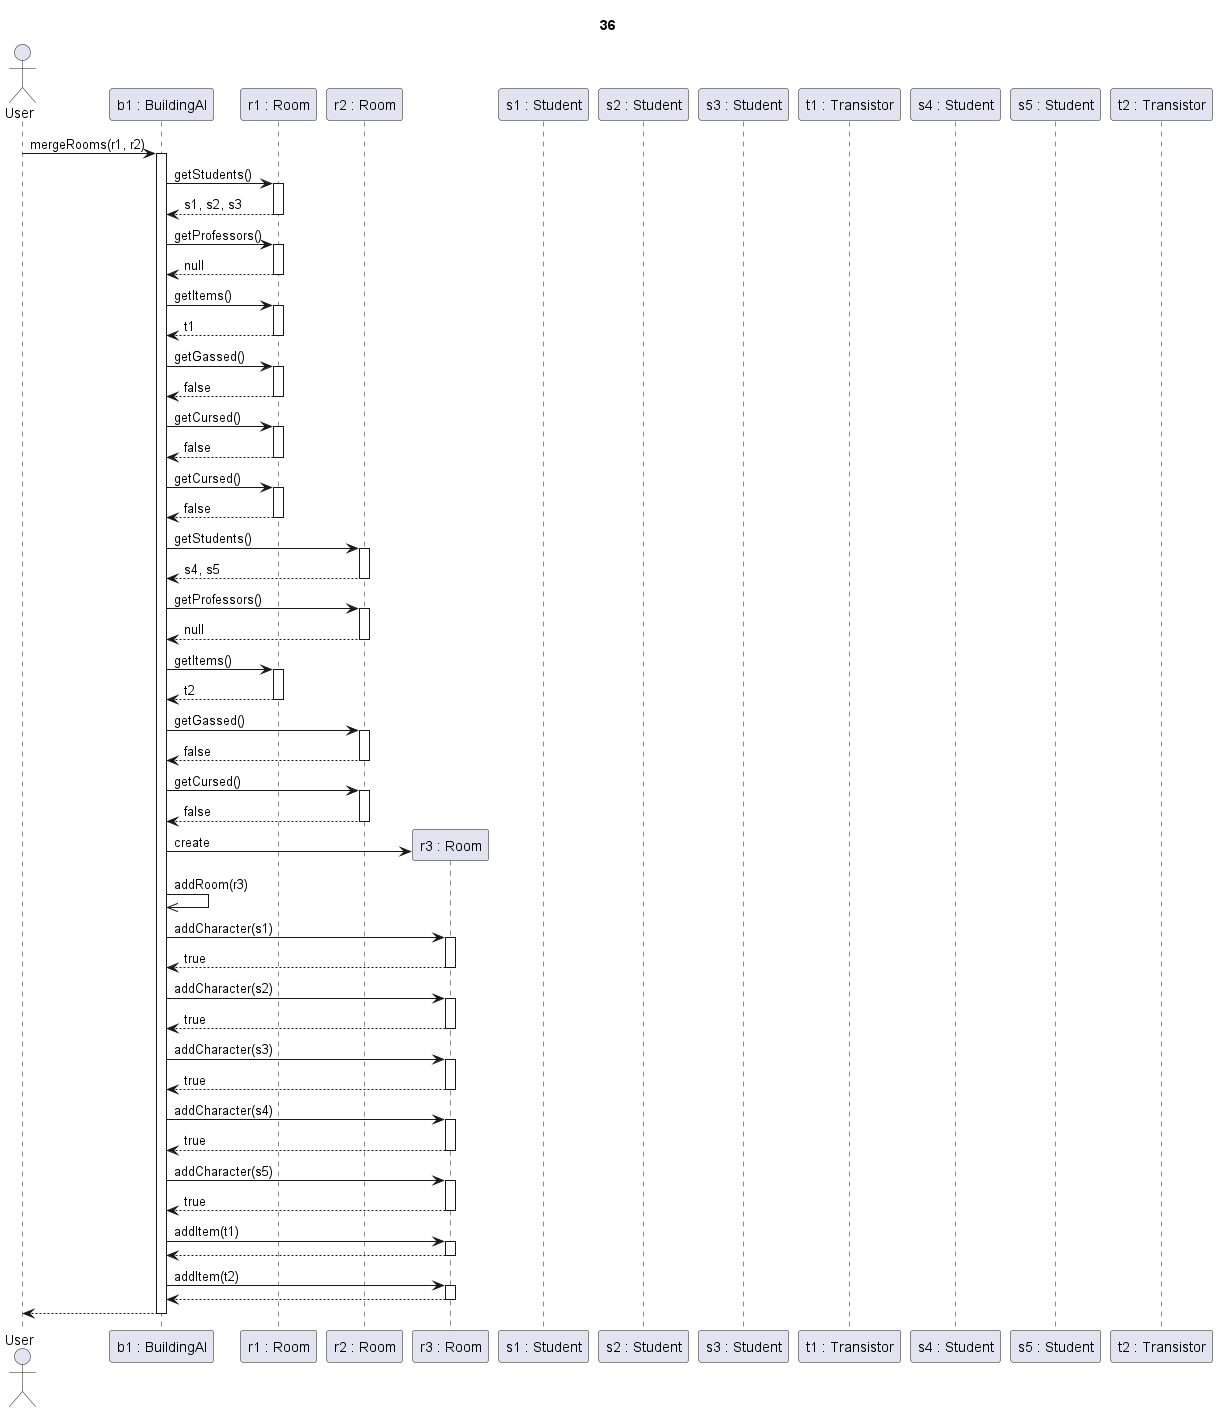 36
User
b1 : BuildingAI
r1 : Room
r2 : Room
s1 : Student
s2 : Student
s3 : Student
t1 : Transistor
s4 : Student
s5 : Student
t2 : Transistor
mergeRooms(r1, r2)
getStudents()
s1, s2, s3
getProfessors()
null
getItems()
t1
getGassed()
false
getCursed()
false
getCursed()
false
getStudents()
s4, s5
getProfessors()
null
getItems()
t2
getGassed()
false
getCursed()
false
create
r3 : Room
addRoom(r3)
addCharacter(s1)
true
addCharacter(s2)
true
addCharacter(s3)
true
addCharacter(s4)
true
addCharacter(s5)
true
addItem(t1)
addItem(t2)
User
b1 : BuildingAI
r1 : Room
r2 : Room
r3 : Room
s1 : Student
s2 : Student
s3 : Student
t1 : Transistor
s4 : Student
s5 : Student
t2 : Transistor